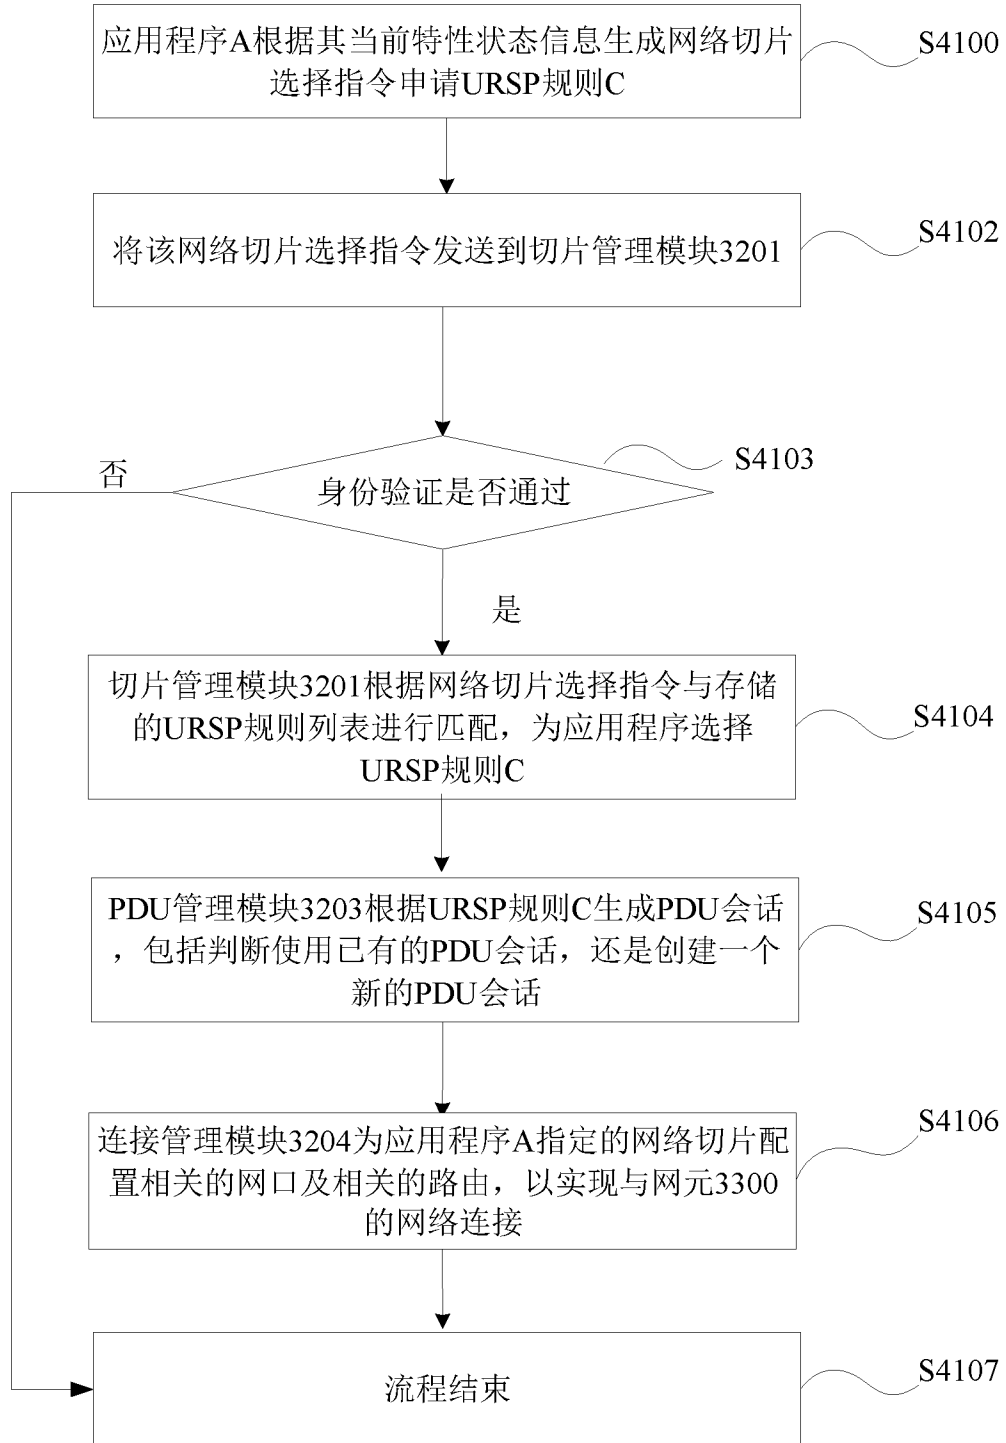 应用程序A根据其当前特性状态信息生成网络切片
选择指令申请URSP规则C
S4100
将该网络切片选择指令发送到切片管理模块3201
S4102
否
身份验证是否通过
S4103
是
切片管理模块3201根据网络切片选择指令与存储
的URSP规则列表进行匹配，为应用程序选择
URSP规则C
S4104
PDU管理模块3203根据URSP规则C生成PDU会话
，包括判断使用已有的PDU会话，还是创建一个
新的PDU会话
S4105
连接管理模块3204为应用程序A指定的网络切片配
置相关的网口及相关的路由，以实现与网元3300
的网络连接
S4106
流程结束
S4107